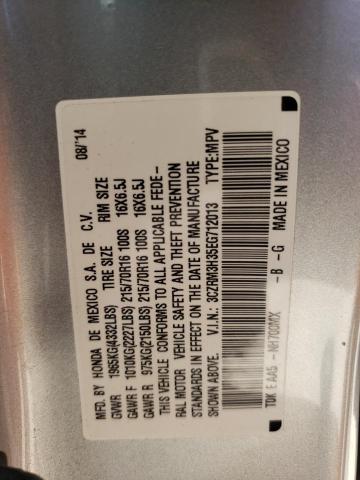 MFD. BY HONDA DE MEXICO S.A. DE C.V. 08/'14
GVWR 1965KG(4332LBS) TIRE SIZE RIM SIZE
GAWR F 1010KG(2227LBS) 215/70R16 100S 16X6.5J
GAWR R 975KG(2150LBS) 215/70R16 100S 16X6.5J
THIS VEHICLE CONFORMS TO ALL APPLICABLE FEDE-
RAL MOTOR VEHICLE SAFETY AND THEFT PREVENTION
STANDARDS IN EFFECT ON THE DATE OF MANUFACTURE
SHOWN ABOVE. V.I.N.: 3CZRM3H35EG712013 TYPE:MPV
TDK E AA5 -NH700MX -B -G MADE IN MEXICO